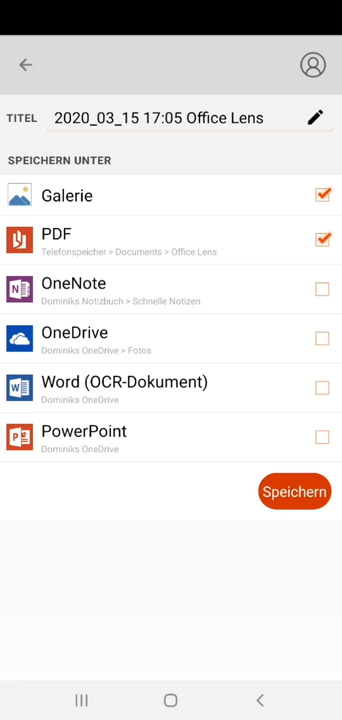 TITEL 2020_03_15 17:05 Office Lens
SPEICHERN UNTER
Galerie
PDF
Telefonspeicher > Documents > Office Lens
OneNote
Dominiks Notizbuch > Schnelle Notizen
OneDrive
Dominiks OneDrive > Fotos
Word (OCR-Dokument)
Dominiks OneDrive
PowerPoint
Dominiks OneDrive
Speichern